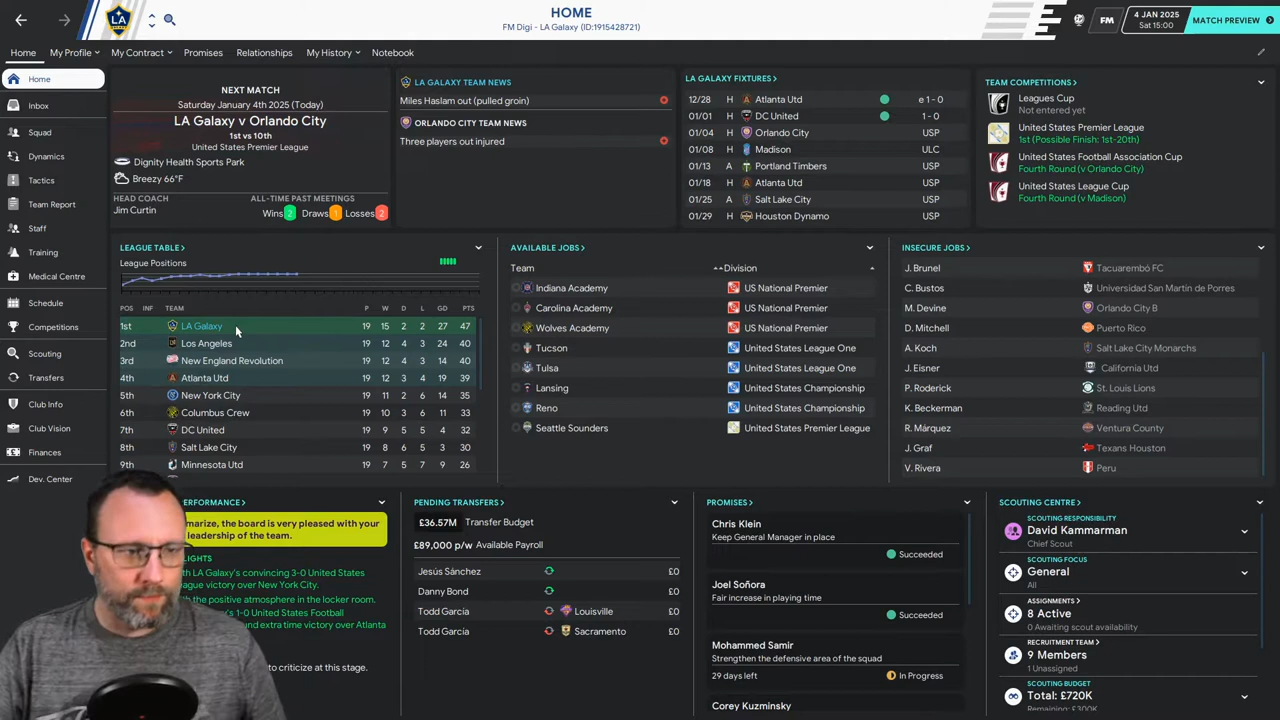 HOME
FM Digi - LA Galaxy (ID:1915428721)
FM
4 JAN 2025
Sat 15:00
MATCH PREVIEW
Home
My Profile
My Contract
Promises
Relationships
My History
Notebook
Home
Inbox
Squad
Dynamics
Tactics
Team Report
Staff
Training
Medical Centre
Schedule
Competitions
Scouting
Transfers
Club Info
Club Vision
Finances
Dev. Center
NEXT MATCH
Saturday January 4th 2025 (Today)
LA Galaxy v Orlando City
1st vs 10th
United States Premier League
Dignity Health Sports Park
Breezy 66°F
HEAD COACH
Jim Curtin
ALL-TIME PAST MEETINGS
Wins 2 Draws 1 Losses 2
LA GALAXY TEAM NEWS
Miles Haslam out (pulled groin)
ORLANDO CITY TEAM NEWS
Three players out injured
LA GALAXY FIXTURES >
12/28 H Atlanta Utd e 1 - 0
01/01 H DC United 1 - 0
01/04 H Orlando City USP
01/08 H Madison ULC
01/13 A Portland Timbers USP
01/18 H Atlanta Utd USP
01/25 A Salt Lake City USP
01/29 H Houston Dynamo USP
TEAM COMPETITIONS >
Leagues Cup
Not entered yet
United States Premier League
1st (Possible Finish: 1st-20th)
United States Football Association Cup
Fourth Round (v Orlando City)
United States League Cup
Fourth Round (v Madison)
LEAGUE TABLE >
League Positions
POS INF TEAM P W D L GD PTS
1st LA Galaxy 19 15 2 2 27 47
2nd Los Angeles 19 12 4 3 24 40
3rd New England Revolution 19 12 4 3 14 40
4th Atlanta Utd 19 12 3 4 19 39
5th New York City 19 11 2 6 14 35
6th Columbus Crew 19 10 3 6 11 33
7th DC United 19 9 5 5 4 32
8th Salt Lake City 19 8 6 5 3 30
9th Minnesota Utd 19 7 5 7 9 26
AVAILABLE JOBS >
Team Division
Indiana Academy US National Premier
Carolina Academy US National Premier
Wolves Academy US National Premier
Tucson United States League One
Tulsa United States League One
Lansing United States Championship
Reno United States Championship
Seattle Sounders United States Premier League
INSECURE JOBS >
J. Brunel Tacuarembó FC
C. Bustos Universidad San Martín de Porres
M. Devine Orlando City B
D. Mitchell Puerto Rico
A. Koch Salt Lake City Monarchs
J. Eisner California Utd
P. Roderick St. Louis Lions
K. Beckerman Reading Utd
R. Márquez Ventura County
J. Graf Texans Houston
V. Rivera Peru
ERFORMANCE >
marize, the board is very pleased with your
leadership of the team.
LIGHTS
th LA Galaxy's convincing 3-0 United States
eague victory over New York City.
th the positive atmosphere in the locker room.
y's 1-0 United States Football
und extra time victory over Atlanta
to criticize at this stage.
PENDING TRANSFERS >
£36.57M Transfer Budget
£89,000 p/w Available Payroll
Jesús Sánchez £0
Danny Bond £0
Todd Garcia Louisville £0
Todd Garcia Sacramento £0
PROMISES >
Chris Klein
Keep General Manager in place
Succeeded
Joel Soñora
Fair increase in playing time
Succeeded
Mohammed Samir
Strengthen the defensive area of the squad
29 days left In Progress
Corey Kuzminsky
SCOUTING CENTRE >
SCOUTING RESPONSIBILITY
David Kammarman
Chief Scout
SCOUTING FOCUS
General
All
ASSIGNMENTS >
8 Active
0 Awaiting scout availability
RECRUITMENT TEAM >
9 Members
1 Unassigned
SCOUTING BUDGET
Total: £720K
Remaining: £300K